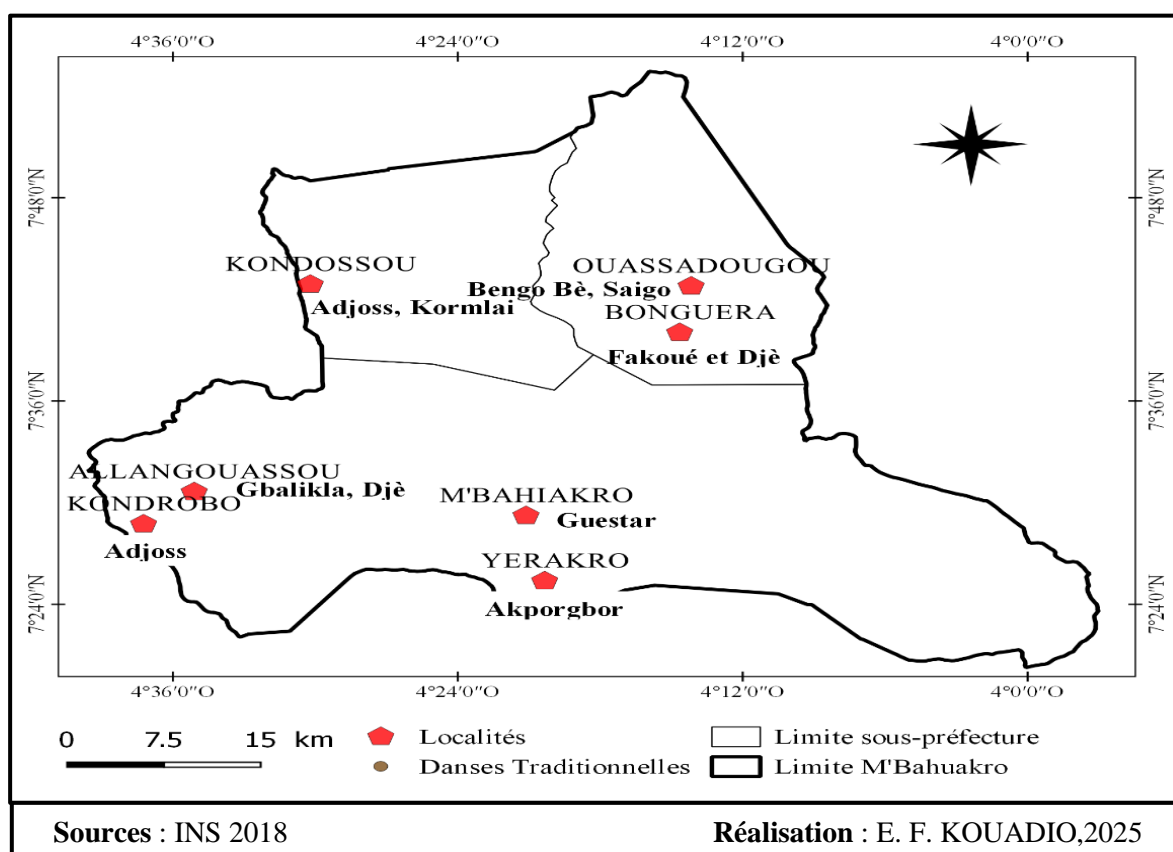 4°36'0"O 4°24'0"O 4°12'0"O 4°0'0"O
7°48'0"N 7°48'0"N
KONDOSSOU
Adjoss, Kormlai
OUASSADOUGOU
Bengo Bè, Saigo
BONGUERA
Fakoué et Djè
7°36'0"N 7°36'0"N
ALLANGOUASSOU
Gbalikla, Djè
KONDROBO
Adjoss
M'BAHIAKRO
Guestar
YERAKRO
Akporgbor
7°24'0"N 7°24'0"N
4°36'0"O 4°24'0"O 4°12'0"O 4°0'0"O
0 7.5 15 km
Localités
Danses Traditionnelles
Limite sous-préfecture
Limite M'Bahuakro
Sources : INS 2018
Réalisation : E. F. KOUADIO,2025